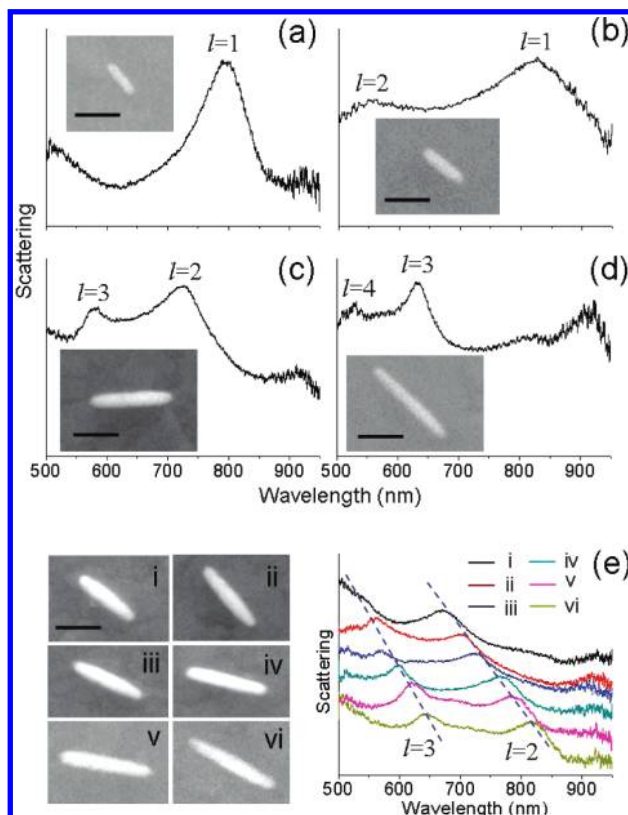 (a)
l=1
(b)
l=1
l=2
(c)
l=2
l=3
(d)
l=3
l=4
Scattering
500 600 700 800 900
500 600 700 800 900
Wavelength (nm)
i
ii
iii
iv
v
vi
(e)
i iv
ii v
iii vi
l=3
l=2
Scattering
500 600 700 800 900
Wavelength (nm)